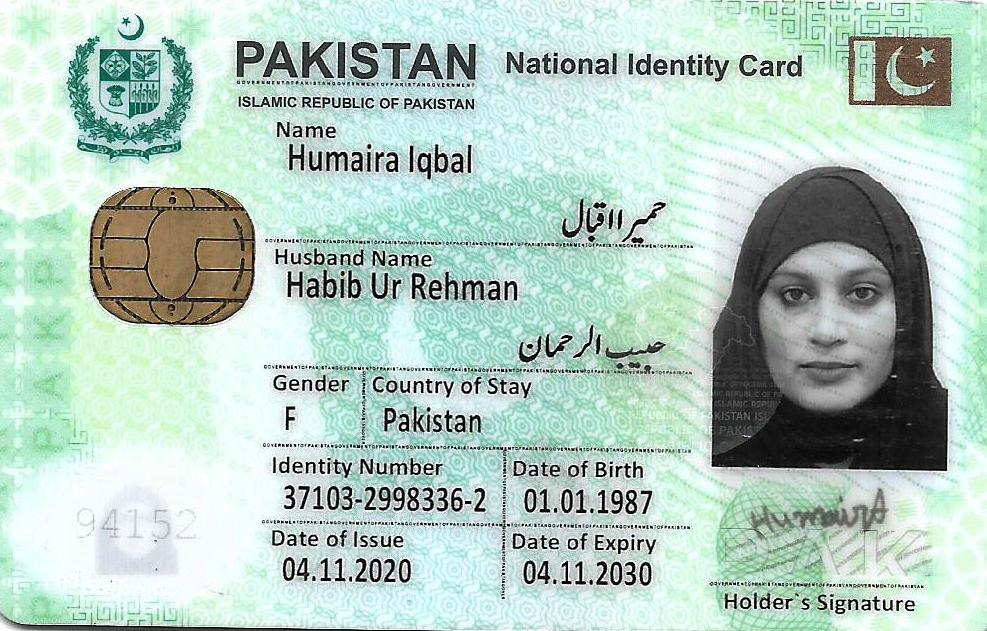 PAKISTAN National Identity Card
ISLAMIC REPUBLIC OF PAKISTAN
Name
Humaira Iqbal
حمیرا اقبال
Husband Name
Habib Ur Rehman
حبیب الرحمان
Gender Country of Stay
F Pakistan
Identity Number Date of Birth
37103-2998336-2 01.01.1987
94152
Humaira
Date of Issue Date of Expiry
04.11.2020 04.11.2030
Holder`s Signature